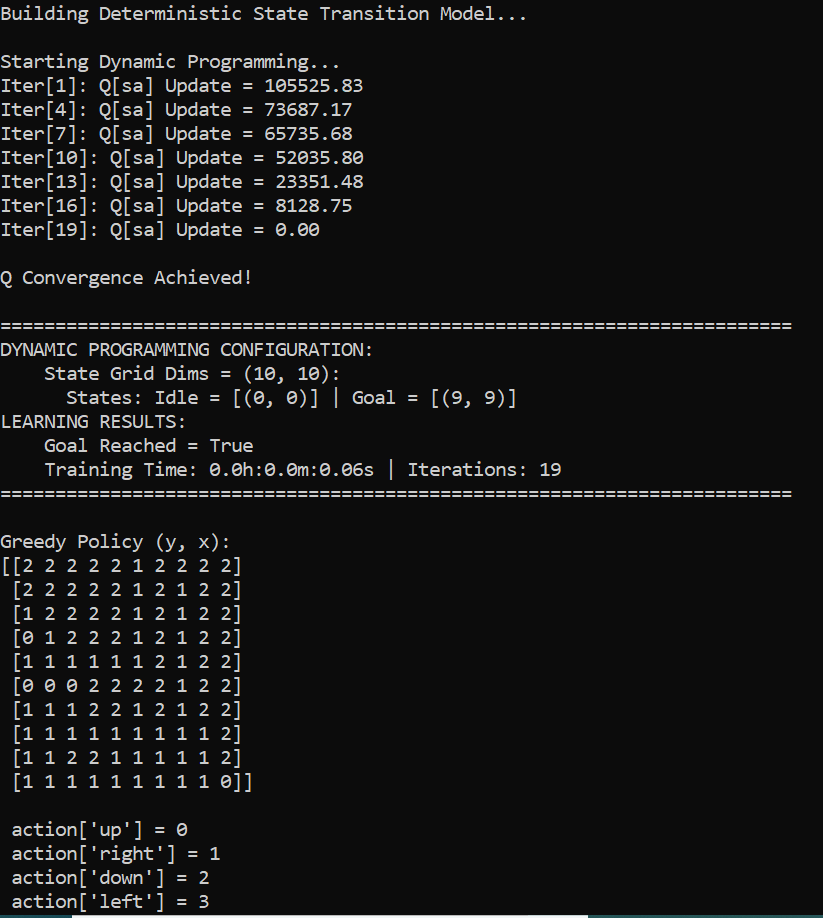 Building Deterministic State Transition Model...
Starting Dynamic Programming...
Iter[1]: Q[sa] Update = 105525.83
Iter[4]: Q[sa] Update = 73687.17
Iter[7]: Q[sa] Update = 65735.68
Iter[10]: Q[sa] Update = 52035.80
Iter[13]: Q[sa] Update = 23351.48
Iter[16]: Q[sa] Update = 8128.75
Iter[19]: Q[sa] Update = 0.00
Q Convergence Achieved!
========================================================================
DYNAMIC PROGRAMMING CONFIGURATION:
    State Grid Dims = (10, 10):
      States: Idle = [(0, 0)] | Goal = [(9, 9)]
LEARNING RESULTS:
    Goal Reached = True
    Training Time: 0.0h:0.0m:0.06s | Iterations: 19
========================================================================
Greedy Policy (y, x):
[[2 2 2 2 2 1 2 2 2 2]
 [2 2 2 2 2 1 2 1 2 2]
 [1 2 2 2 2 1 2 1 2 2]
 [0 1 2 2 2 1 2 1 2 2]
 [1 1 1 1 1 1 2 1 2 2]
 [0 0 0 2 2 2 2 1 2 2]
 [1 1 1 2 2 1 2 1 2 2]
 [1 1 1 1 1 1 1 1 1 2]
 [1 1 2 2 1 1 1 1 1 2]
 [1 1 1 1 1 1 1 1 1 0]]
 action['up'] = 0
 action['right'] = 1
 action['down'] = 2
 action['left'] = 3